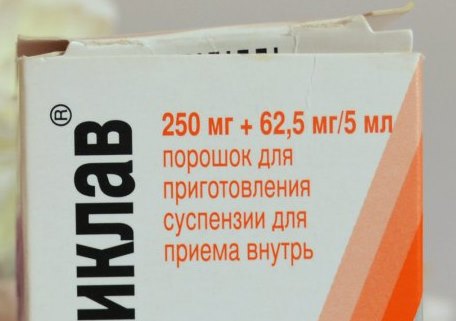 иклав®
250 мг + 62,5 мг/5 мл
порошок для
приготовления
суспензии для
приема внутрь